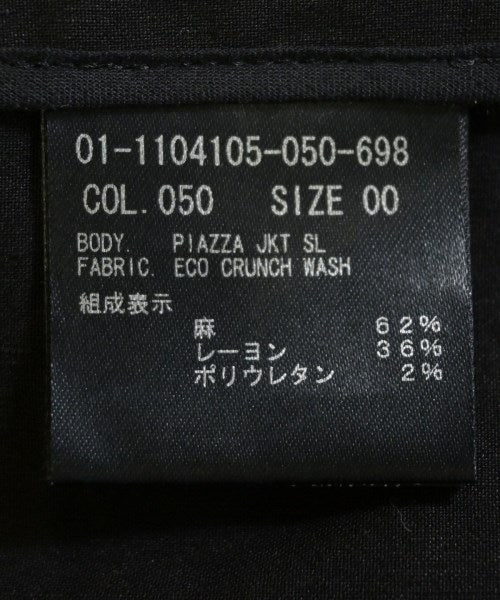 01-1104105-050-698
COL.050 SIZE 00
BODY. PIAZZA JKT SL
FABRIC. ECO CRUNCH WASH
組成表示
麻 62%
レーヨン 36%
ポリウレタン 2%